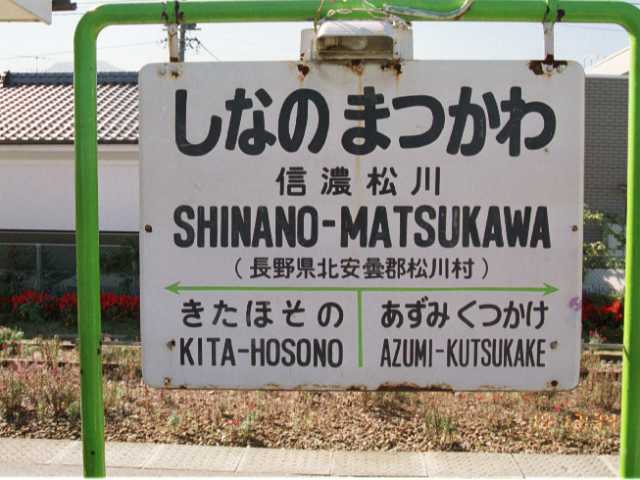 しなのまつかわ
信濃松川
SHINANO-MATSUKAWA
(長野県北安曇郡松川村)
きたほその あずみくつかけ
KITA-HOSONO AZUMI-KUTSUKAKE